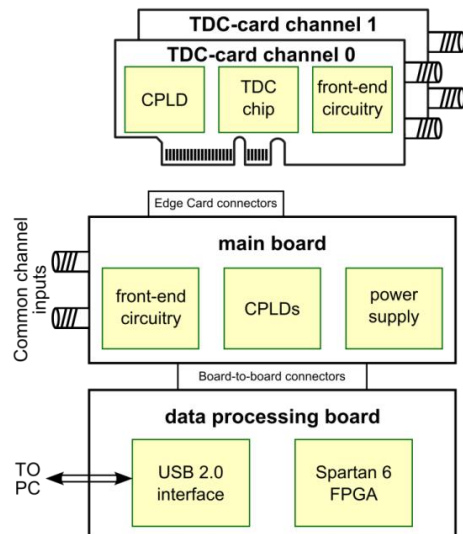 TDC-card channel 1
TDC-card channel 0
CPLD
TDC
chip
front-end
circuitry
Edge Card connectors
main board
Common channel
inputs
front-end
circuitry
CPLDs
power
supply
Board-to-board connectors
data processing board
TO
PC
USB 2.0
interface
Spartan 6
FPGA